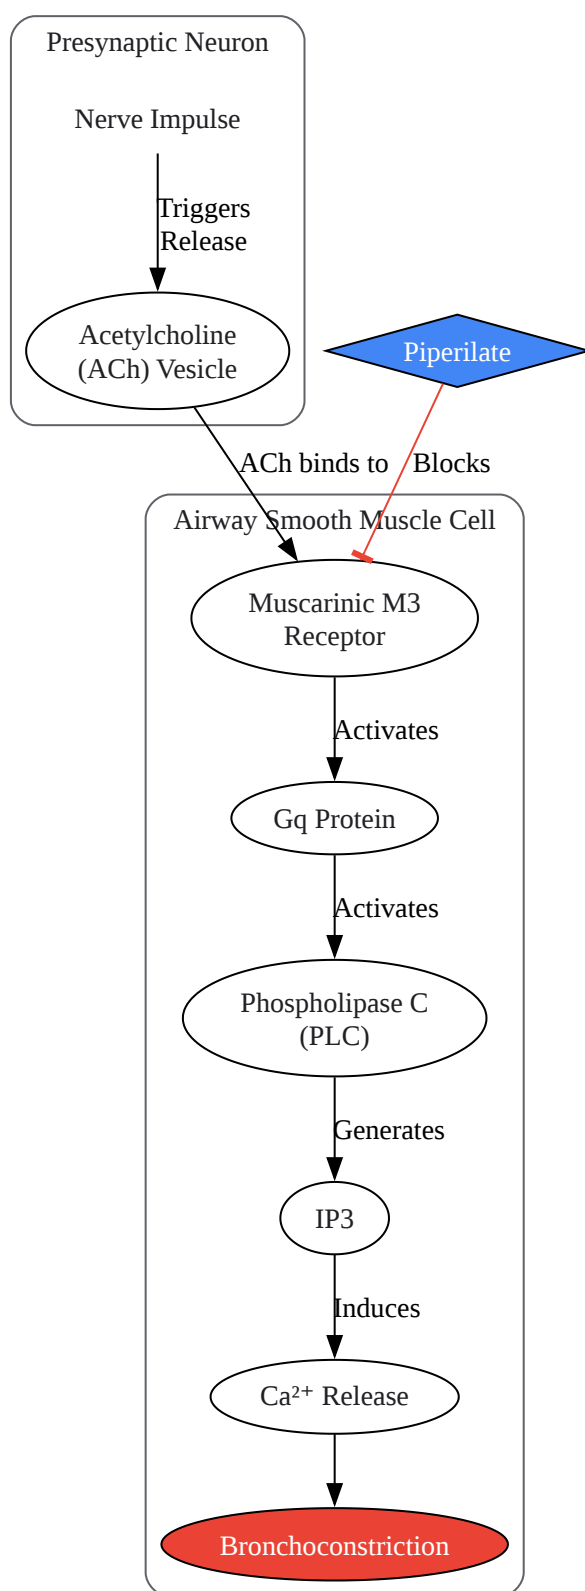 Presynaptic Neuron
Nerve Impulse
Triggers
Release
Acetylcholine
(ACh) Vesicle
Piperilate
ACh binds to
Blocks
Airway Smooth Muscle Cell
Muscarinic M3
Receptor
Activates
Gq Protein
Activates
Phospholipase C
(PLC)
Generates
IP3
Induces
Ca²⁺ Release
Bronchoconstriction